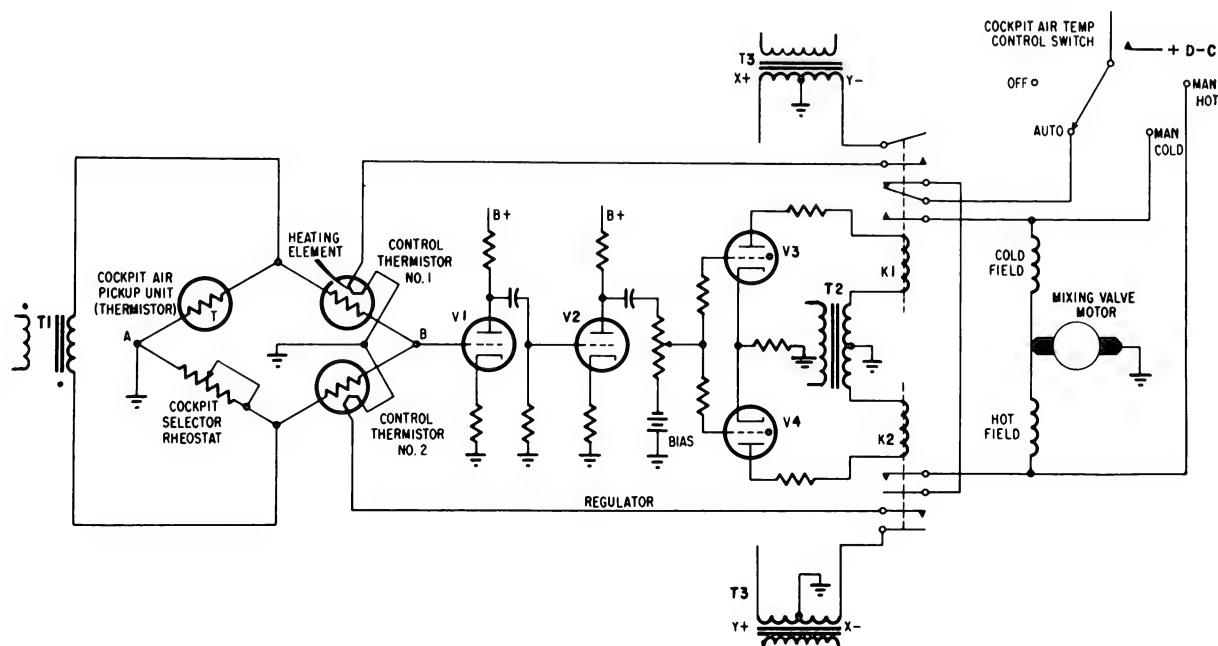 COCKPIT AIR TEMP
CONTROL SWITCH
+ D-C
OFF
MAN
HOT
AUTO
MAN
COLD
T3
X+
Y-
B+
B+
HEATING
ELEMENT
CONTROL
THERMISTOR
NO. 1
COCKPIT AIR
PICKUP UNIT
(THERMISTOR)
T
T1
A
B
V1
V2
V3
K1
T2
COLD
FIELD
MIXING VALVE
MOTOR
COCKPIT
SELECTOR
RHEOSTAT
CONTROL
THERMISTOR
NO. 2
BIAS
V4
K2
HOT
FIELD
REGULATOR
T3
Y+
X-